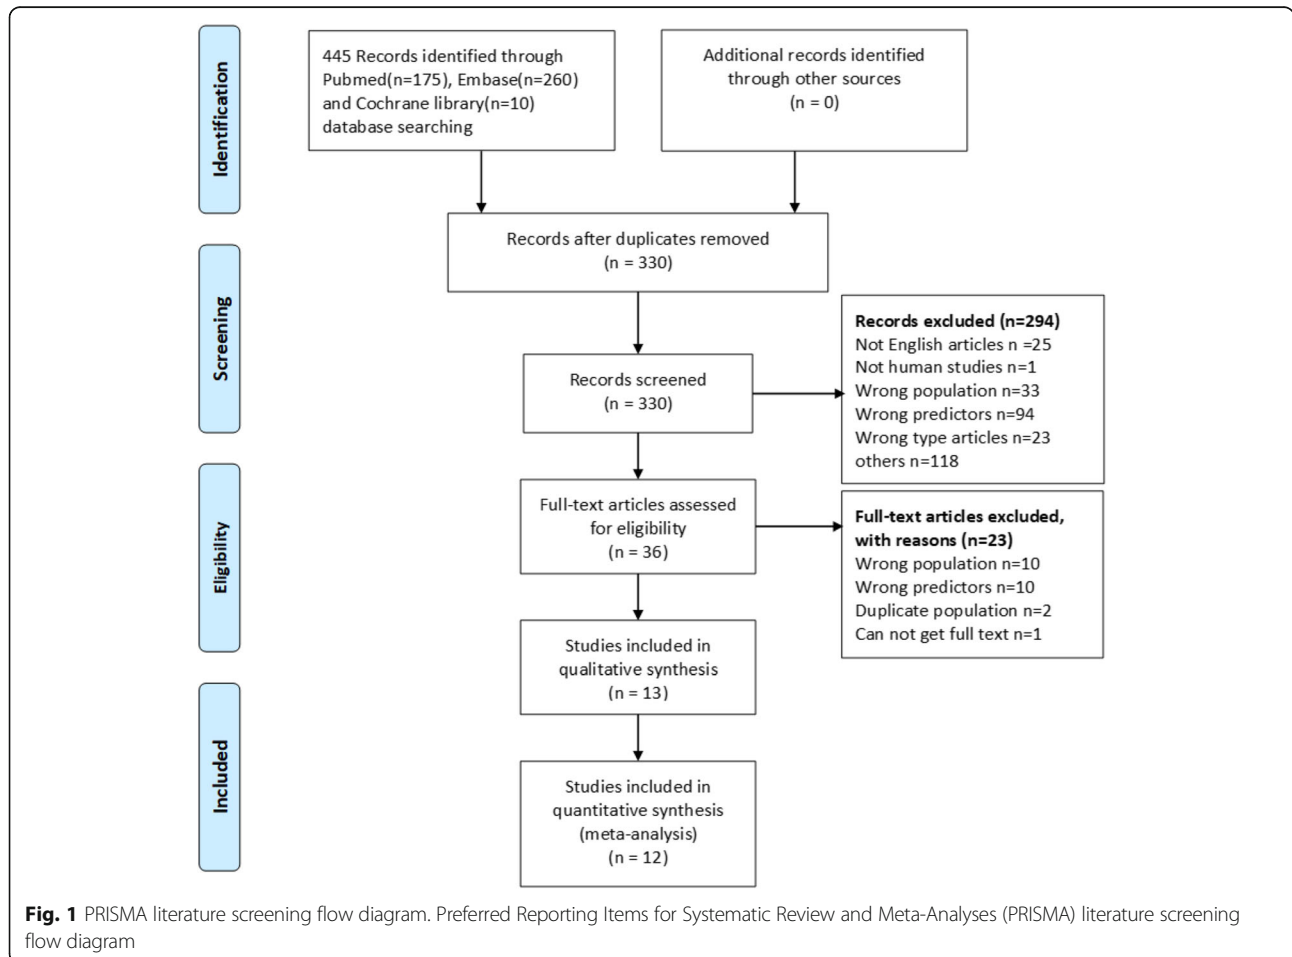 Identification
445 Records identified through
Pubmed(n=175), Embase(n=260)
and Cochrane library(n=10)
database searching
Additional records identified
through other sources
(n = 0)
Records after duplicates removed
(n = 330)
Screening
Records screened
(n = 330)
Records excluded (n=294)
Not English articles n =25
Not human studies n=1
Wrong population n=33
Wrong predictors n=94
Wrong type articles n=23
others n=118
Eligibility
Full-text articles assessed
for eligibility
(n = 36)
Full-text articles excluded,
with reasons (n=23)
Wrong population n=10
Wrong predictors n=10
Duplicate population n=2
Can not get full text n=1
Studies included in
qualitative synthesis
(n = 13)
Included
Studies included in
quantitative synthesis
(meta-analysis)
(n = 12)
Fig. 1 PRISMA literature screening flow diagram. Preferred Reporting Items for Systematic Review and Meta-Analyses (PRISMA) literature screening
flow diagram